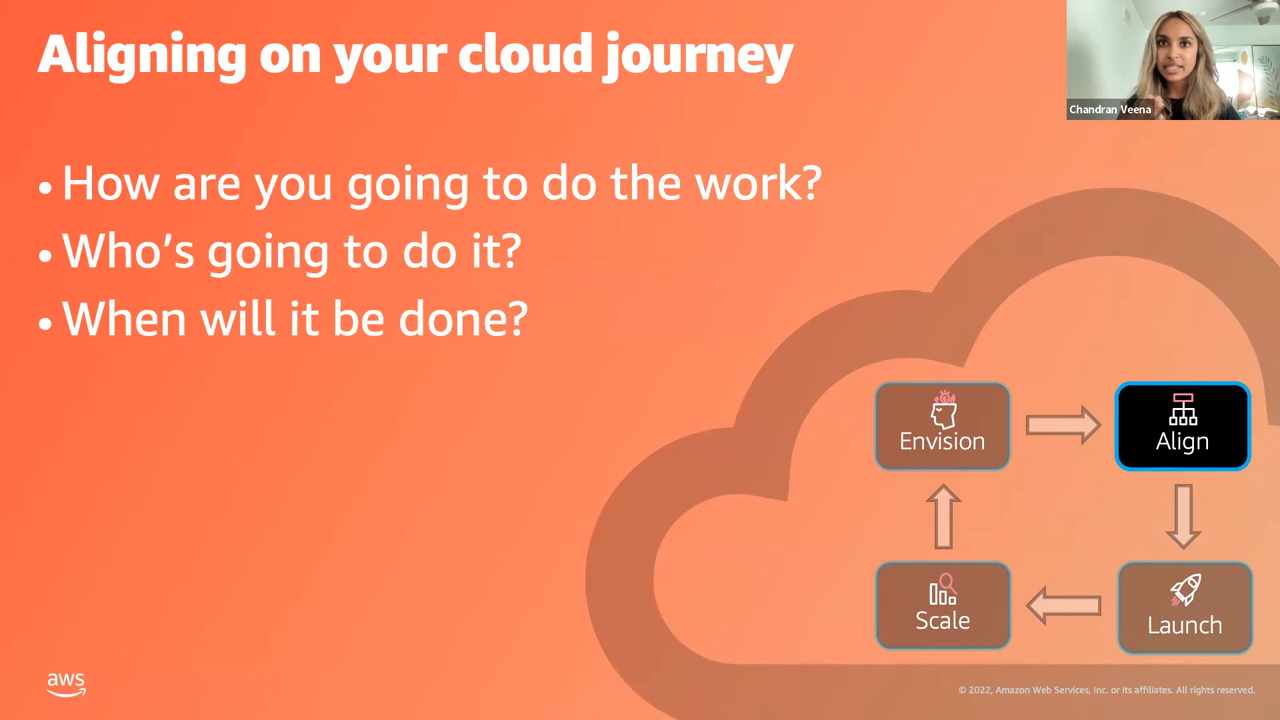 Aligning on your cloud journey
Chandran Veena
• How are you going to do the work?
• Who's going to do it?
• When will it be done?
Envision
Align
Scale
Launch
aws
© 2022, Amazon Web Services, Inc. or its affiliates. All rights reserved.